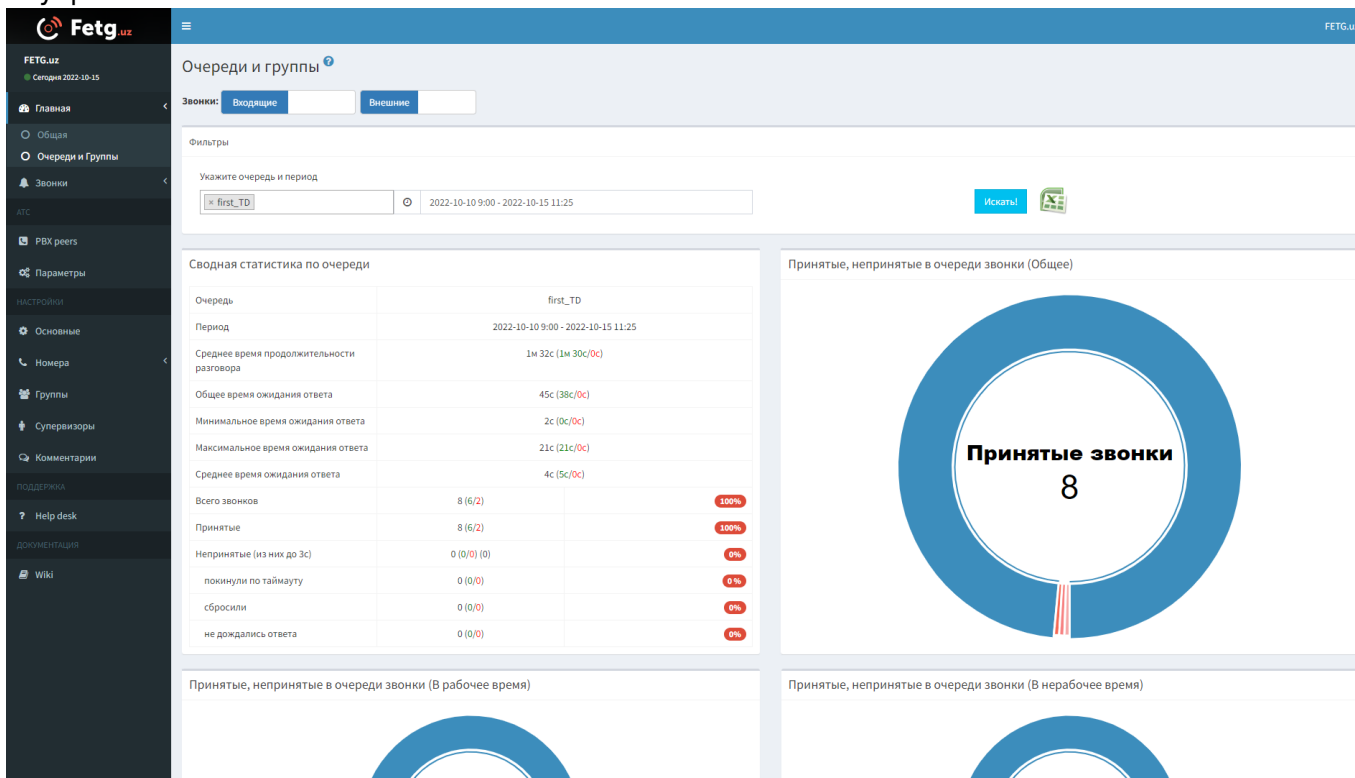 Fetg.uz
FETG.u
FETG.uz
Сегодня 2022-10-15
Главная
Общая
Очереди и Группы
Звонки
АТС
PBX peers
Параметры
НАСТРОЙКИ
Основные
Номера
Группы
Супервизоры
Комментарии
ПОДДЕРЖКА
? Help desk
ДОКУМЕНТАЦИЯ
Wiki
Очереди и группы ?
Звонки: Входящие Внешние
Фильтры
Укажите очередь и период
× first_TD 2022-10-10 9:00 - 2022-10-15 11:25 Искать!
Сводная статистика по очереди
Очередь first_TD
Период 2022-10-10 9:00 - 2022-10-15 11:25
Среднее время продолжительности
разговора 1м 32с (1м 30с/0с)
Общее время ожидания ответа 45с (38с/0с)
Минимальное время ожидания ответа 2с (0с/0с)
Максимальное время ожидания ответа 21с (21с/0с)
Среднее время ожидания ответа 4с (5с/0с)
Всего звонков 8 (6/2) 100%
Принятые 8 (6/2) 100%
Непринятые (из них до 3с) 0 (0/0) (0) 0%
покинули по таймауту 0 (0/0) 0 %
сбросили 0 (0/0) 0%
не дождались ответа 0 (0/0) 0%
Принятые, непринятые в очереди звонки (Общее)
Принятые звонки
8
Принятые, непринятые в очереди звонки (В рабочее время)
Принятые, непринятые в очереди звонки (В нерабочее время)